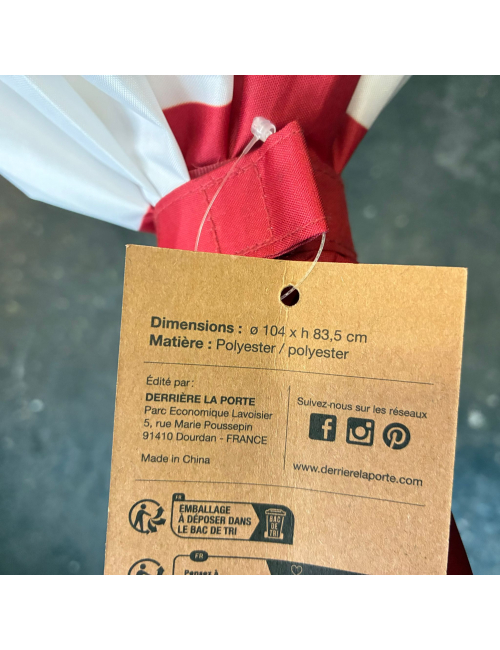 Dimensions : ø 104 x h 83,5 cm
Matière : Polyester / polyester
Édité par :
DERRIÈRE LA PORTE
Parc Economique Lavoisier
5, rue Marie Poussepin
91410 Dourdan - FRANCE
Made in China
Suivez-nous sur les réseaux
www.derrierelaporte.com
FR
EMBALLAGE
À DÉPOSER DANS
LE BAC DE TRI
BAC
DE
TRI
FR
Pensez à